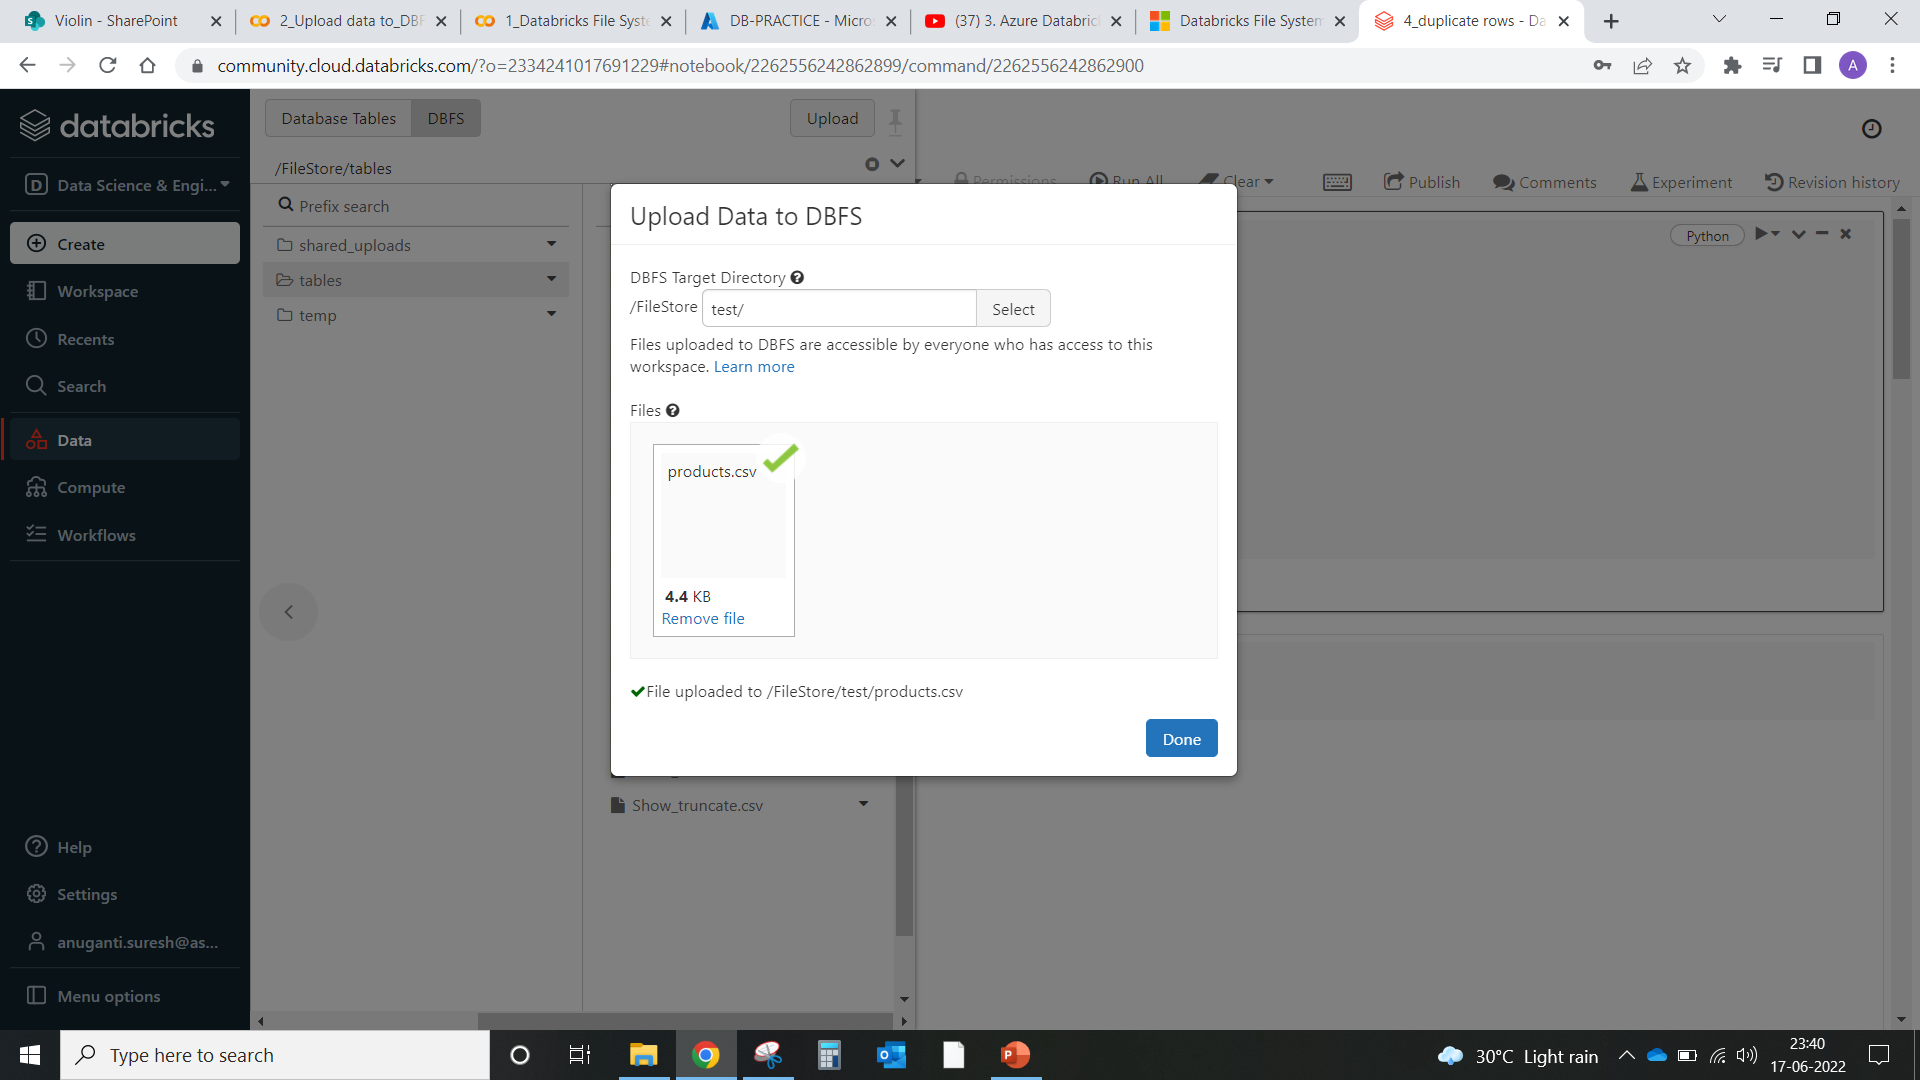 Violin - SharePoint
2_Upload data to_DBF
1_Databricks File Syste
DB-PRACTICE - Micro
(37) 3. Azure Databric
Databricks File System
4_duplicate rows - Da
community.cloud.databricks.com/?o=2334241017691229#notebook/2262556242862899/command/2262556242862900
A
databricks
D Data Science & Engi...
Create
Workspace
Recents
Search
Data
Compute
Workflows
Help
Settings
anuganti.suresh@as...
Menu options
Database Tables
DBFS
Upload
/FileStore/tables
Prefix search
shared_uploads
tables
temp
Show_truncate.csv
Permissions
Run All
Clear
Publish
Comments
Experiment
Revision history
Python
Upload Data to DBFS
DBFS Target Directory
/FileStore test/ Select
Files uploaded to DBFS are accessible by everyone who has access to this
workspace. Learn more
Files
products.csv
4.4 KB
Remove file
File uploaded to /FileStore/test/products.csv
Done
Type here to search
30°C Light rain
23:40
17-06-2022